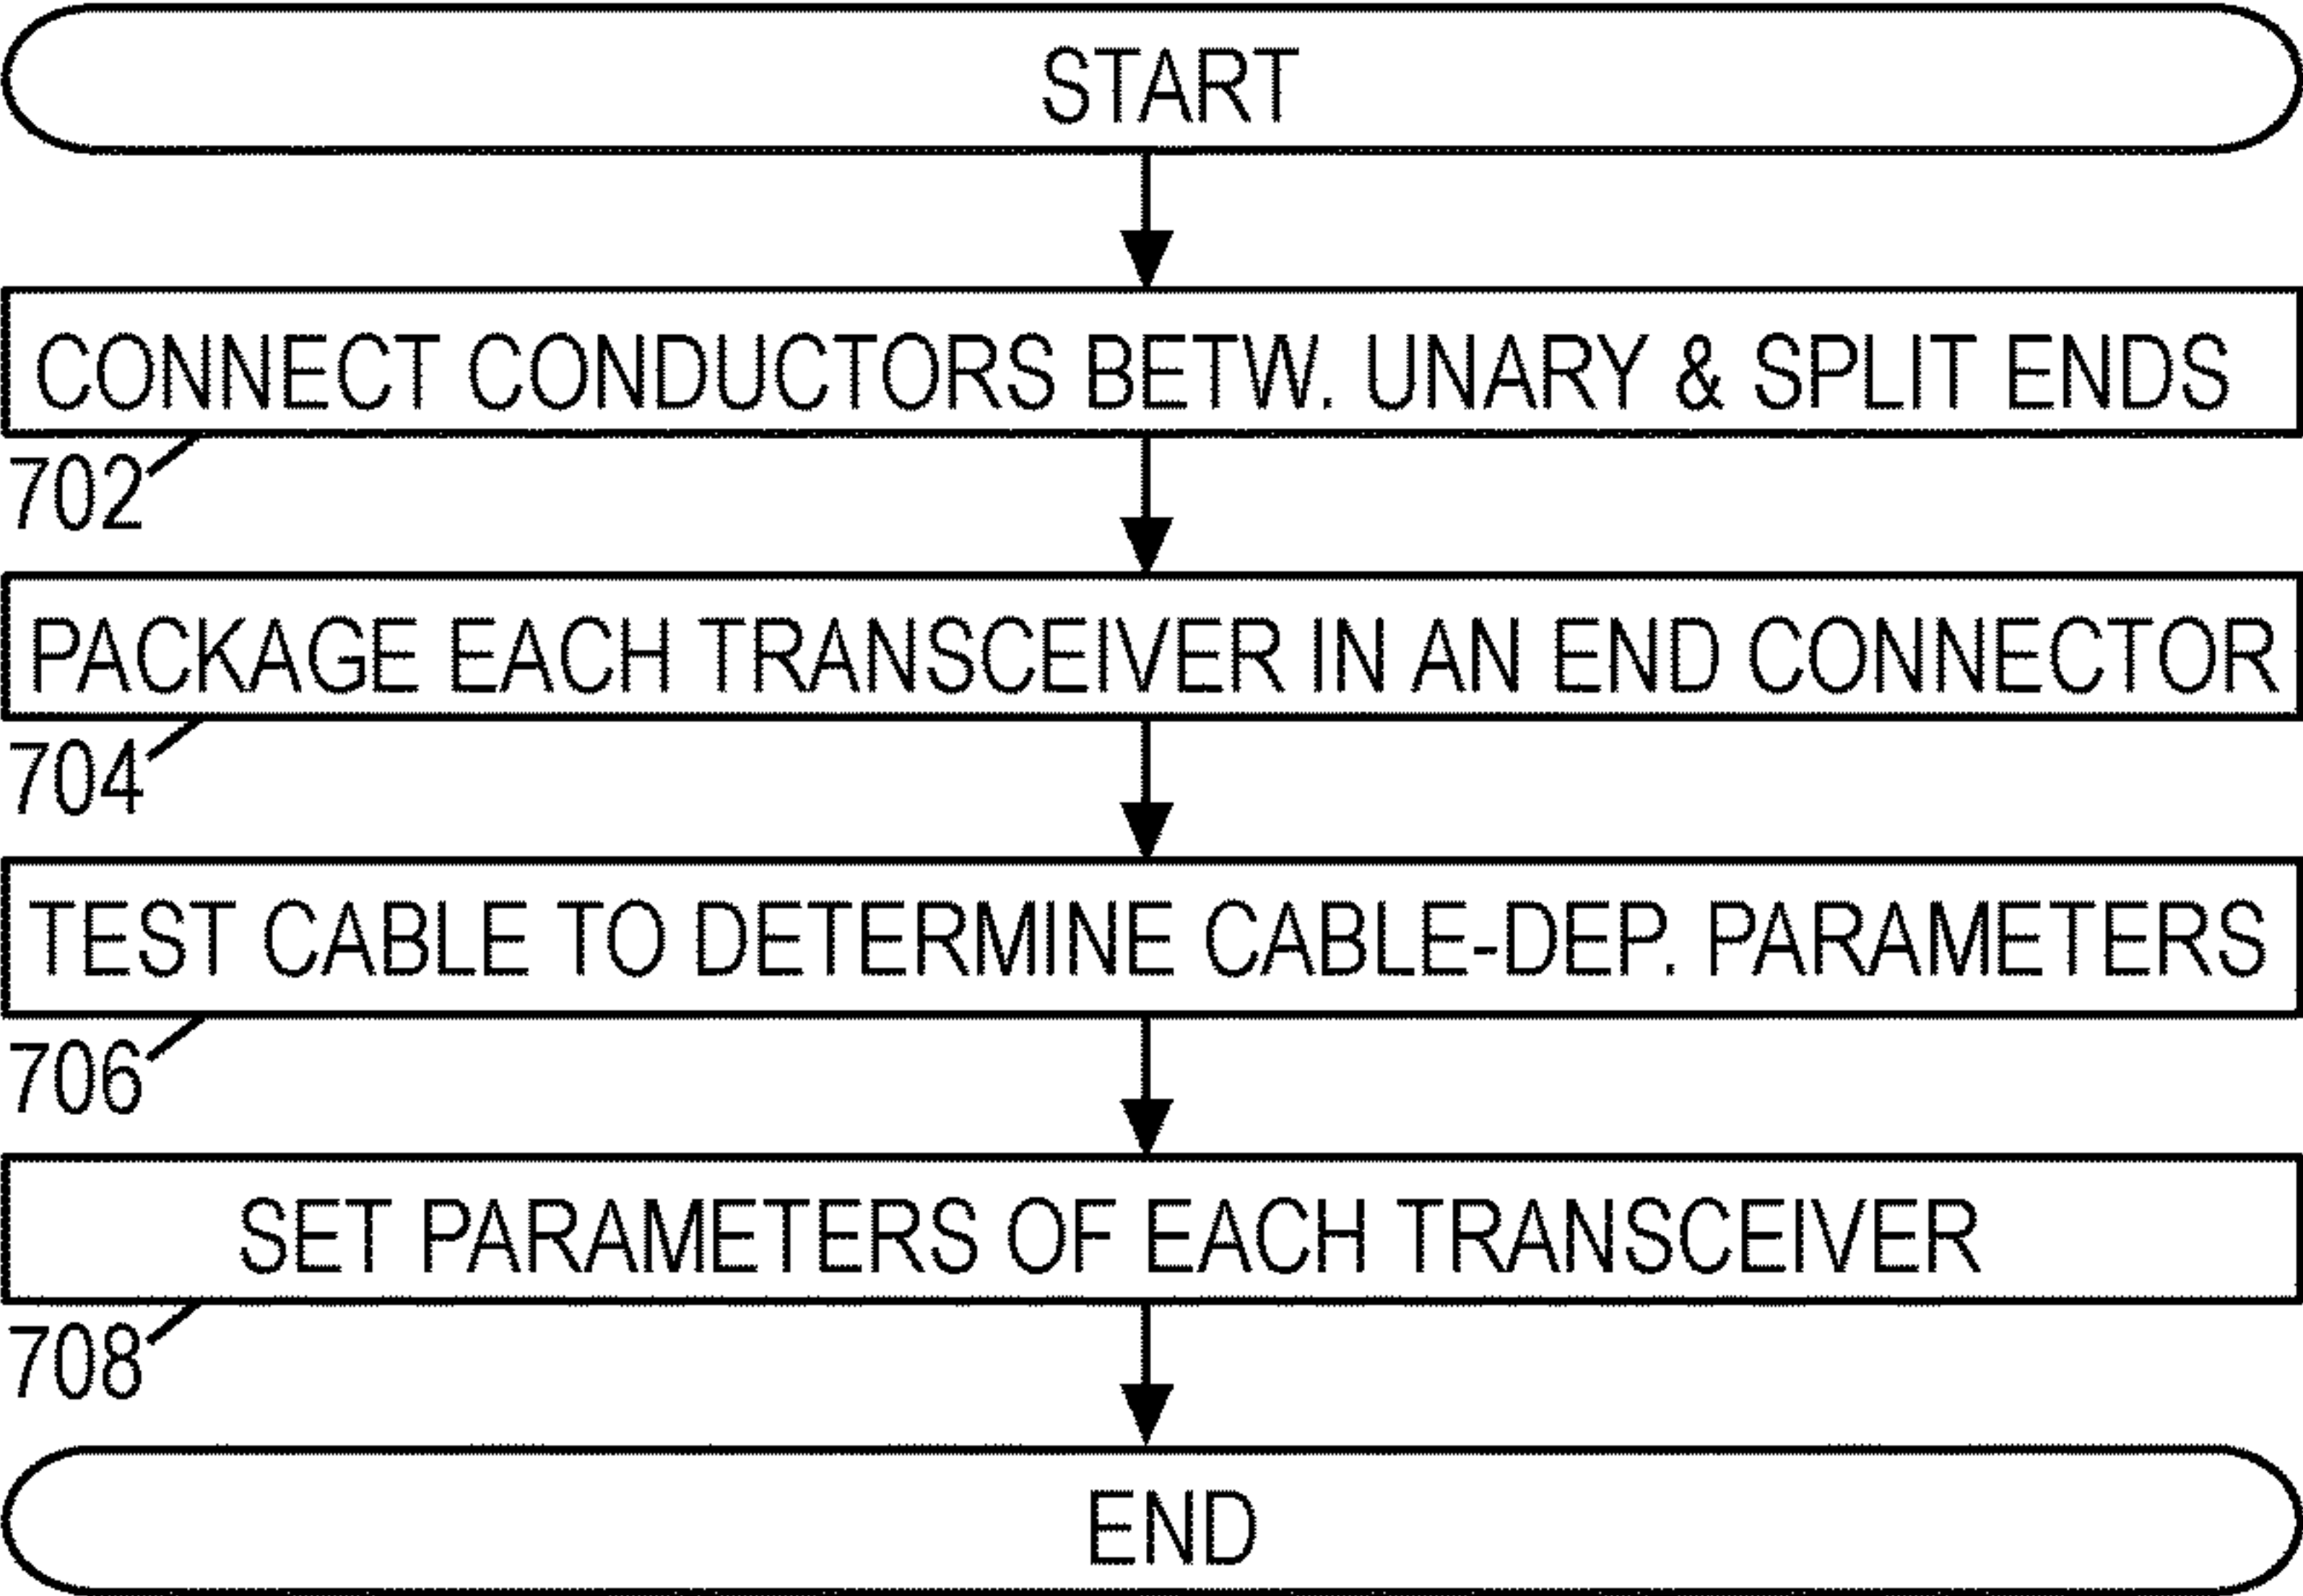 START
CONNECT CONDUCTORS BETW. UNARY & SPLIT ENDS
702
PACKAGE EACH TRANSCEIVER IN AN END CONNECTOR
704
TEST CABLE TO DETERMINE CABLE-DEP. PARAMETERS
706
SET PARAMETERS OF EACH TRANSCEIVER
708
END